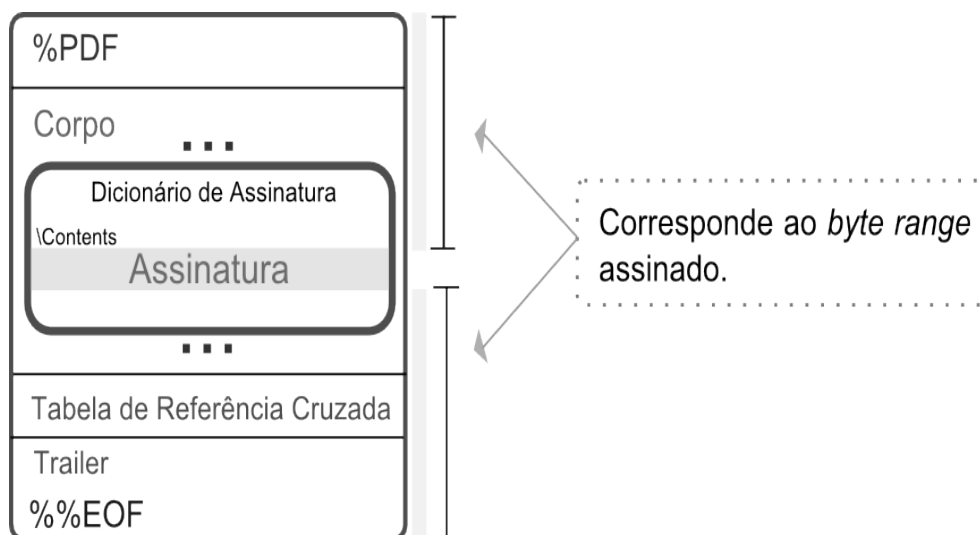 %PDF
Corpo
...
Dicionário de Assinatura
\Contents
Assinatura
...
Tabela de Referência Cruzada
Trailer
%%EOF
Corresponde ao byte range
assinado.